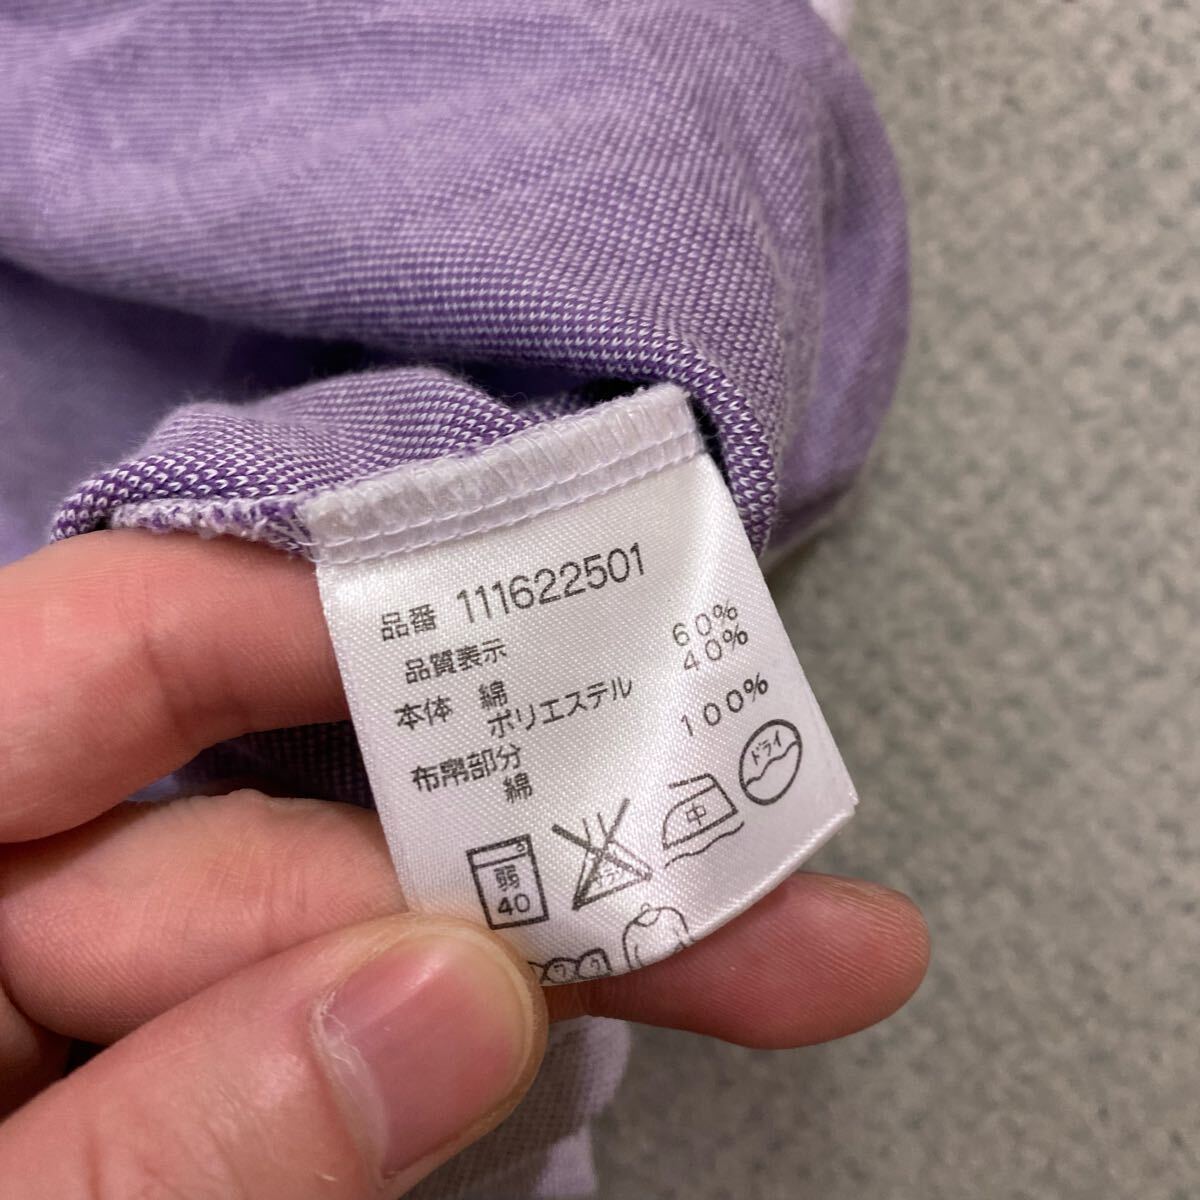 品番 111622501
品質表示
本体 綿 60%
ポリエステル 40%
布帛部分
綿 100%
弱
40
中
ドライ